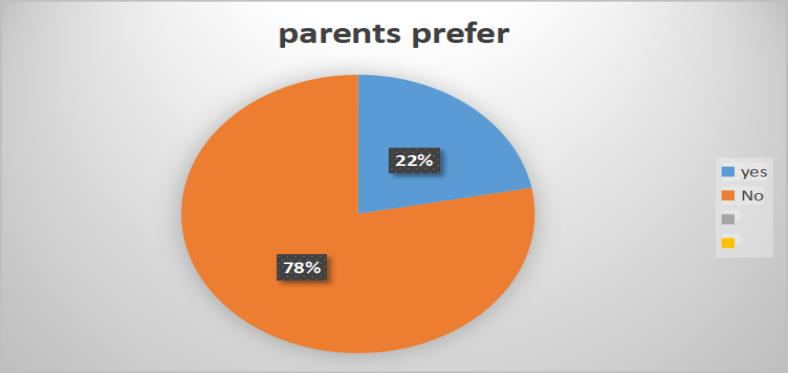 parents prefer
22%
78%
yes
No